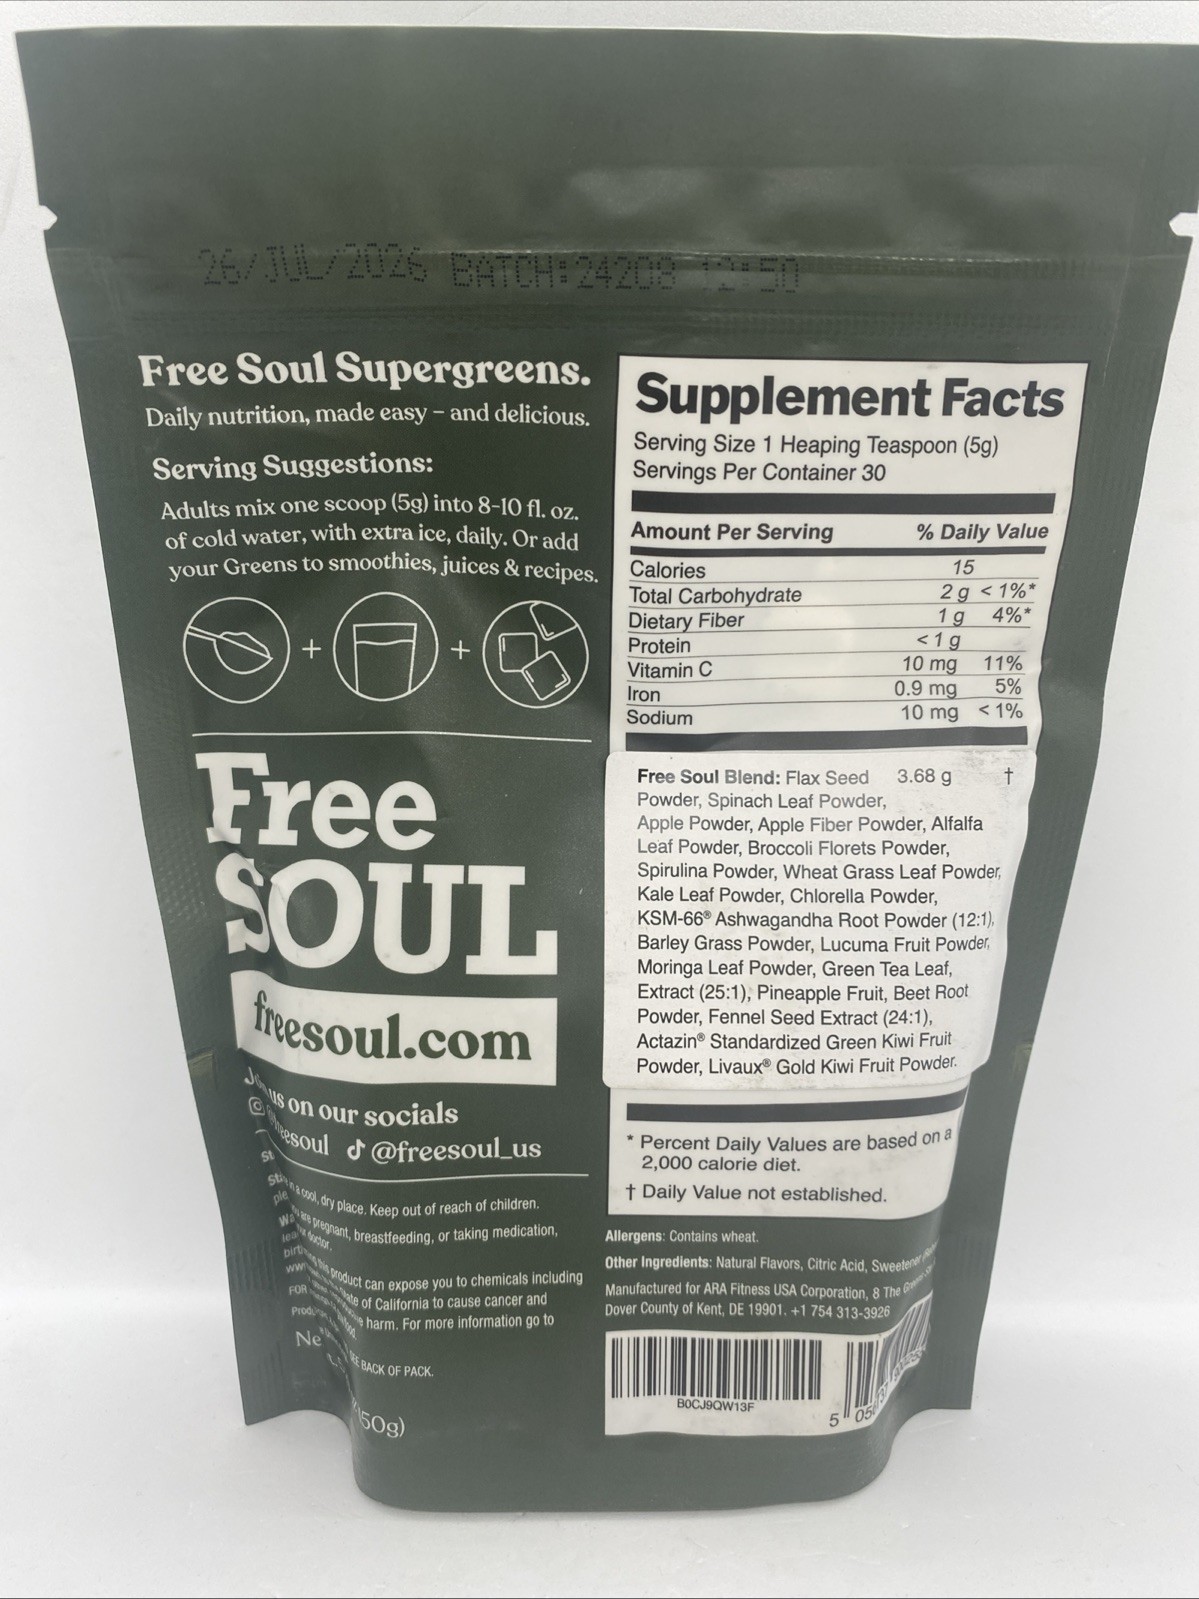 26/JUL/2026 BATCH:24208 12:50
Free Soul Supergreens.
Daily nutrition, made easy – and delicious.
Serving Suggestions:
Adults mix one scoop (5g) into 8-10 fl. oz.
of cold water, with extra ice, daily. Or add
your Greens to smoothies, juices & recipes.
+ +
Free
SOUL
freesoul.com
us on our socials
@freesoul_us
in a cool, dry place. Keep out of reach of children.
pregnant, breastfeeding, or taking medication,
doctor.
this product can expose you to chemicals including
of California to cause cancer and
harm. For more information go to
BACK OF PACK.
Supplement Facts
Serving Size 1 Heaping Teaspoon (5g)
Servings Per Container 30
Amount Per Serving % Daily Value
Calories 15
Total Carbohydrate 2 g < 1%*
Dietary Fiber 1 g 4%*
Protein < 1 g
Vitamin C 10 mg 11%
Iron 0.9 mg 5%
Sodium 10 mg < 1%
Free Soul Blend: Flax Seed 3.68 g †
Powder, Spinach Leaf Powder,
Apple Powder, Apple Fiber Powder, Alfalfa
Leaf Powder, Broccoli Florets Powder,
Spirulina Powder, Wheat Grass Leaf Powder,
Kale Leaf Powder, Chlorella Powder,
KSM-66® Ashwagandha Root Powder (12:1),
Barley Grass Powder, Lucuma Fruit Powder,
Moringa Leaf Powder, Green Tea Leaf,
Extract (25:1), Pineapple Fruit, Beet Root
Powder, Fennel Seed Extract (24:1),
Actazin® Standardized Green Kiwi Fruit
Powder, Livaux® Gold Kiwi Fruit Powder.
* Percent Daily Values are based on a
2,000 calorie diet.
† Daily Value not established.
Allergens: Contains wheat.
Other Ingredients: Natural Flavors, Citric Acid, Sweetener
Manufactured for ARA Fitness USA Corporation, 8 The
Dover County of Kent, DE 19901. +1 754 313-3926
B0CJ9QW13F